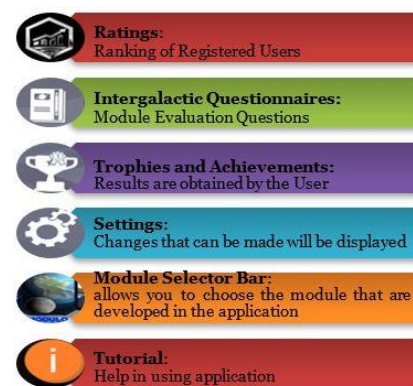 Ratings:
Ranking of Registered Users
Intergalactic Questionnaires:
Module Evaluation Questions
Trophies and Achievements:
Results are obtained by the User
Settings:
Changes that can be made will be displayed
Module Selector Bar:
allows you to choose the module that are
developed in the application
MODULO
Tutorial:
Help in using application